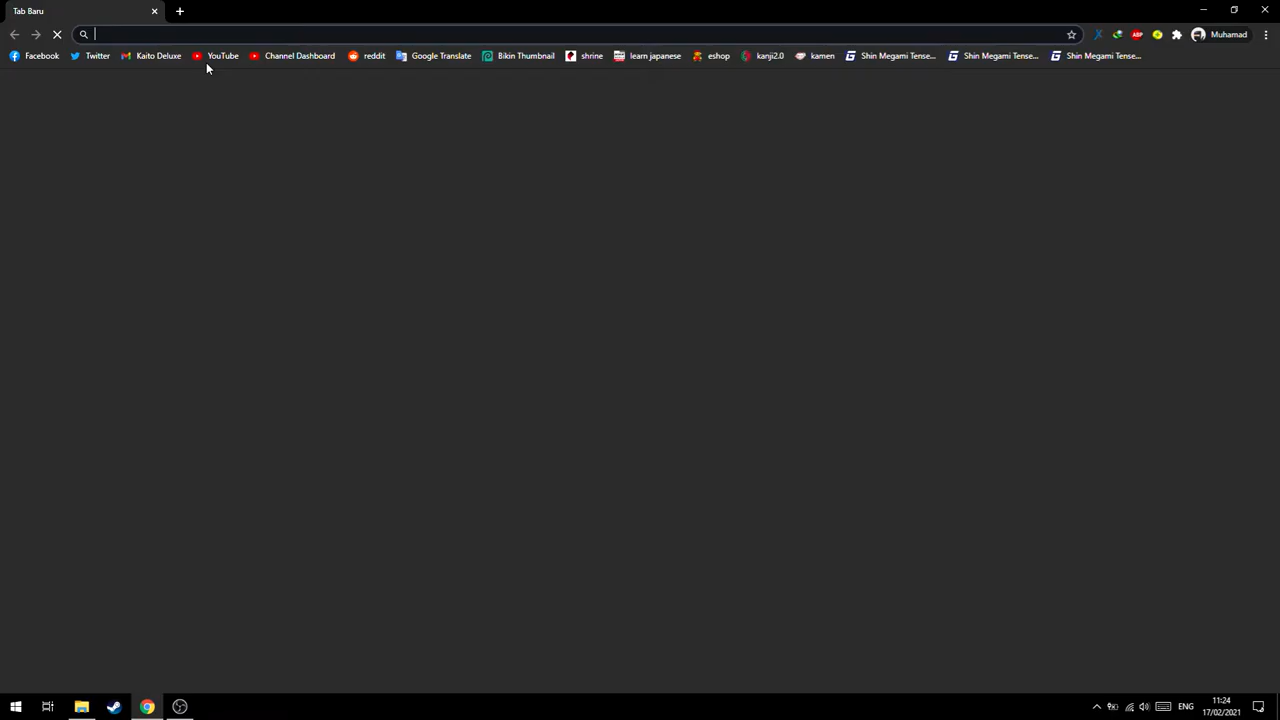 Tab Baru
Facebook Twitter Kaito Deluxe YouTube Channel Dashboard reddit Google Translate Bikin Thumbnail shrine learn japanese eshop kanji2.0 kamen Shin Megami Tense... Shin Megami Tense... Shin Megami Tense...
ABP Muhamad
ENG
11:24
17/02/2021